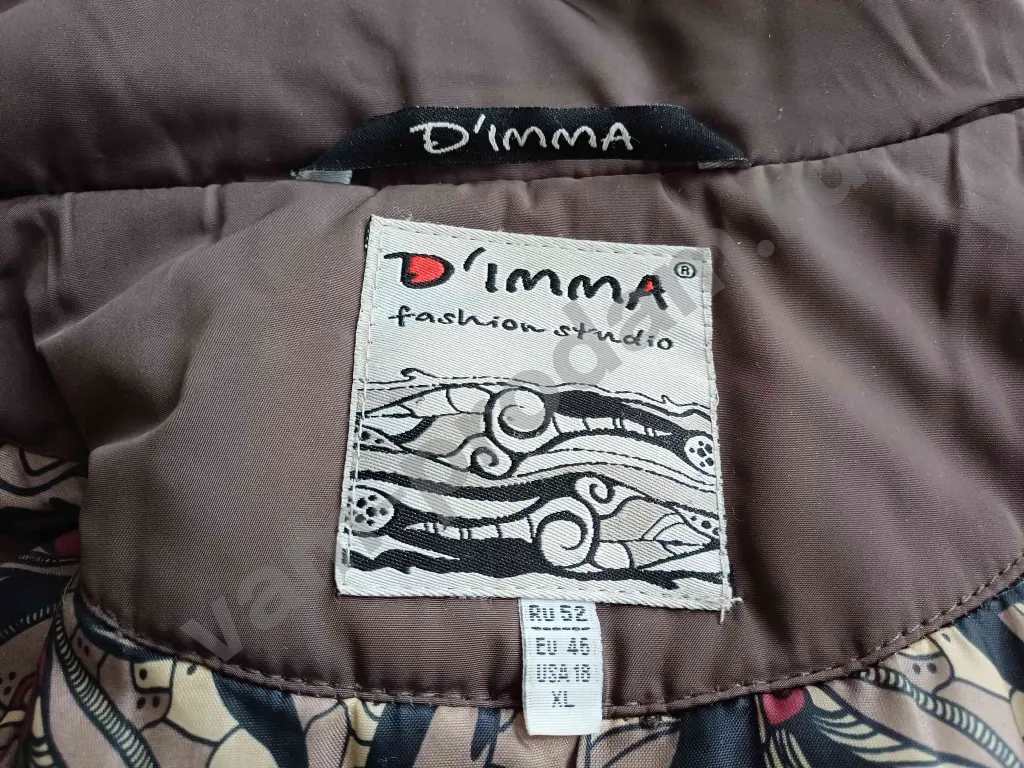 D'IMMA
D'IMMA®
fashion studio
RU 52
EU 46
USA 18
XL